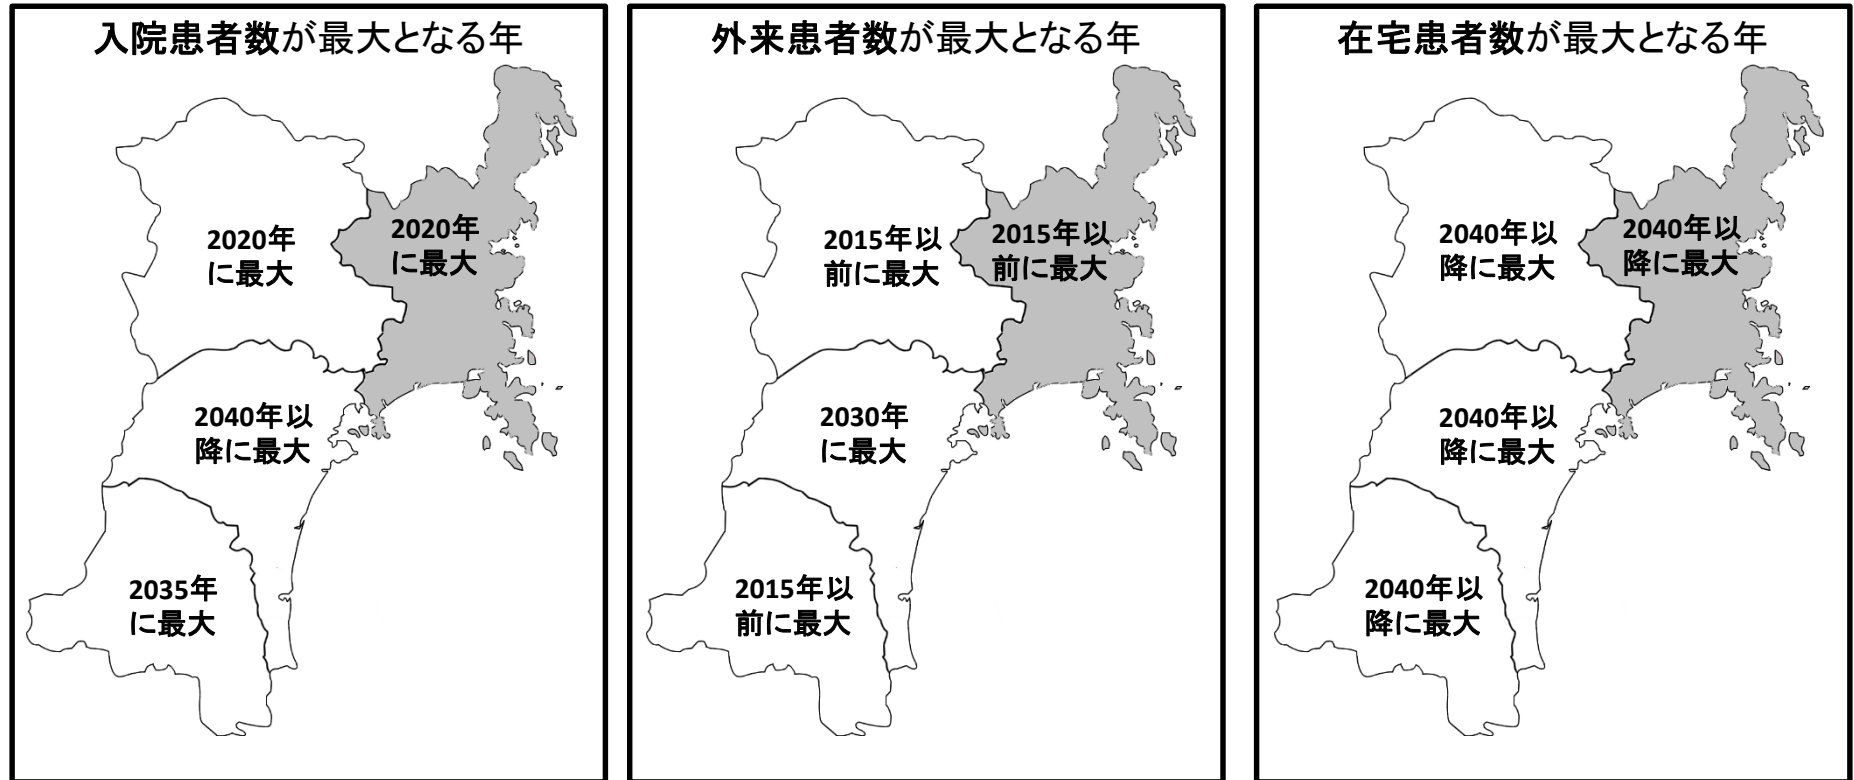 入院患者数が最大となる年
2020年
に最大
2020年
に最大
2040年以
降に最大
2035年
に最大
外来患者数が最大となる年
2015年以
前に最大
2015年以
前に最大
2030年
に最大
2015年以
前に最大
在宅患者数が最大となる年
2040年以
降に最大
2040年以
降に最大
2040年以
降に最大
2040年以
降に最大